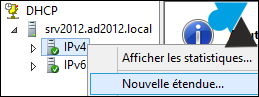 DHCP
srv2012.ad2012.local
IPv4
IPv6
Afficher les statistiques...
Nouvelle étendue...